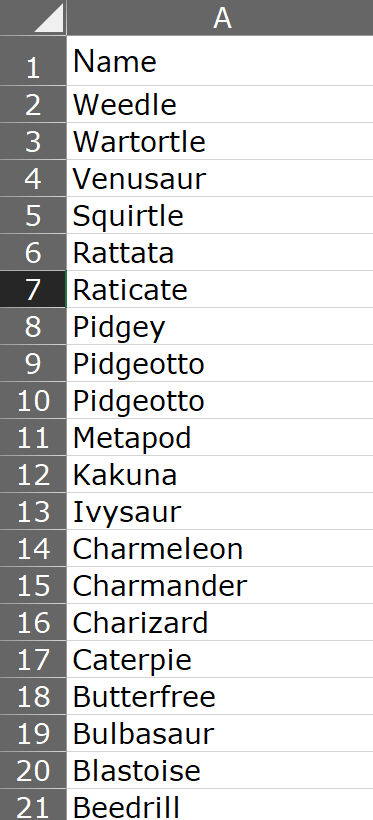 A
1 Name
2 Weedle
3 Wartortle
4 Venusaur
5 Squirtle
6 Rattata
7 Raticate
8 Pidgey
9 Pidgeotto
10 Pidgeotto
11 Metapod
12 Kakuna
13 Ivysaur
14 Charmeleon
15 Charmander
16 Charizard
17 Caterpie
18 Butterfree
19 Bulbasaur
20 Blastoise
21 Beedrill